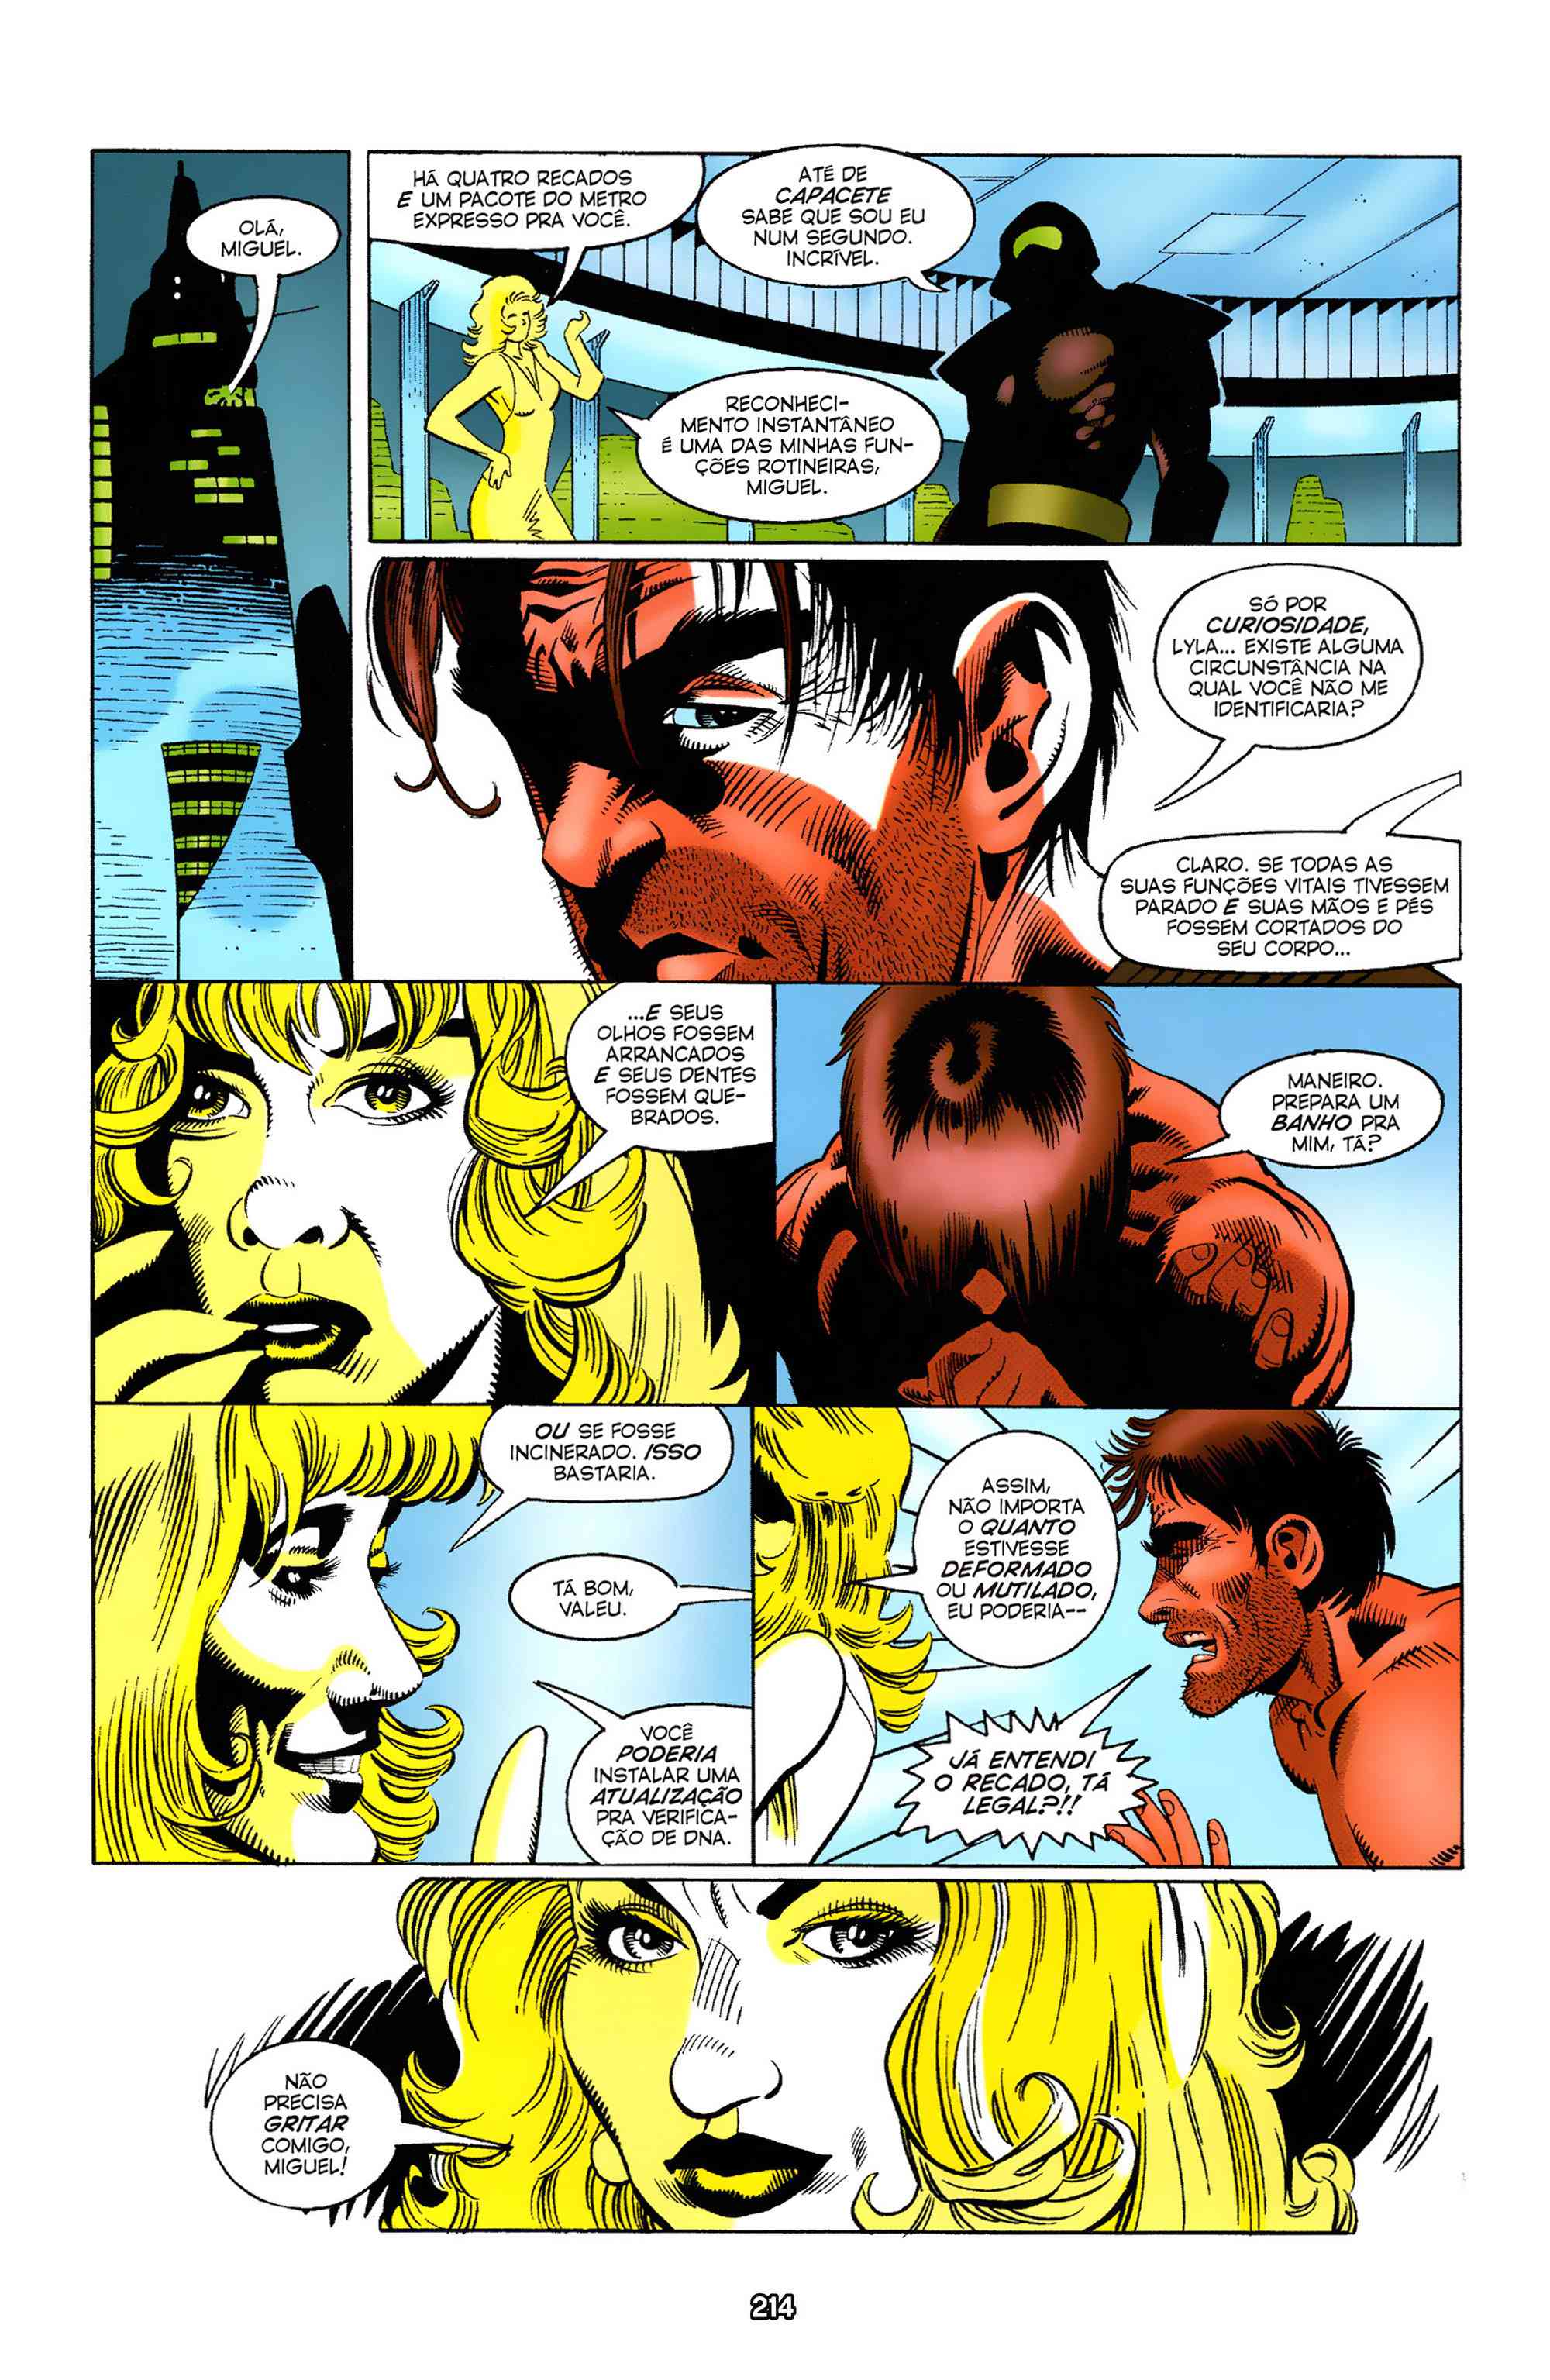 OLÁ,
MIGUEL.
HÁ QUATRO RECADOS
E UM PACOTE DO METRO
EXPRESSO PRA VOCÊ.
ATÉ DE
CAPACETE
SABE QUE SOU EU
NUM SEGUNDO.
INCRÍVEL.
RECONHECI-
MENTO INSTANTÂNEO
É UMA DAS MINHAS FUN-
ÇÕES ROTINEIRAS,
MIGUEL.
SÓ POR
CURIOSIDADE,
LYLA... EXISTE ALGUMA
CIRCUNSTÂNCIA NA
QUAL VOCÊ NÃO ME
IDENTIFICARIA?
CLARO. SE TODAS AS
SUAS FUNÇÕES VITAIS TIVESSEM
PARADO E SUAS MÃOS E PÉS
FOSSEM CORTADOS DO
SEU CORPO...
...E SEUS
OLHOS FOSSEM
ARRANCADOS
E SEUS DENTES
FOSSEM QUE-
BRADOS.
MANEIRO.
PREPARA UM
BANHO PRA
MIM, TÁ?
OU SE FOSSE
INCINERADO. ISSO
BASTARIA.
TÁ BOM,
VALEU.
VOCÊ
PODERIA
INSTALAR UMA
ATUALIZAÇÃO
PRA VERIFICA-
ÇÃO DE DNA.
ASSIM,
NÃO IMPORTA
O QUANTO
ESTIVESSE
DEFORMADO
OU MUTILADO,
EU PODERIA--
JÁ ENTENDI
O RECADO, TÁ
LEGAL?!!
NÃO
PRECISA
GRITAR
COMIGO,
MIGUEL!
214